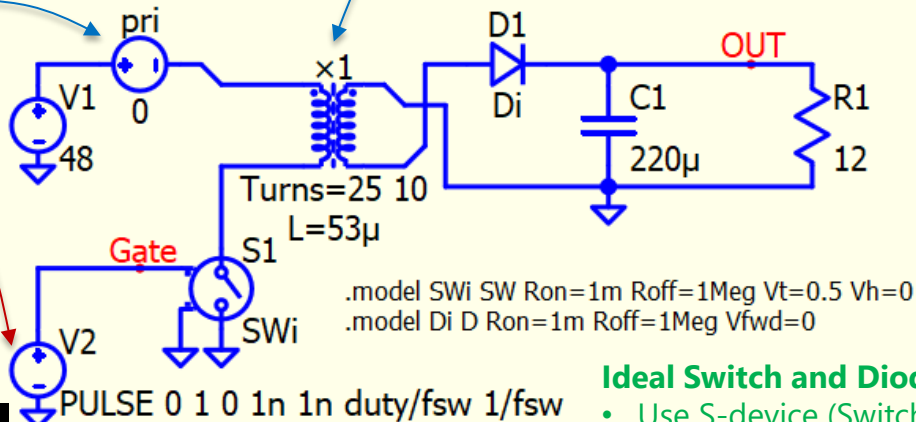 pri
V1
0
48
×1
D1
Di
OUT
C1
220µ
R1
12
Turns=25 10
L=53µ
Gate
S1
SWi
V2
PULSE 0 1 0 1n 1n duty/fsw 1/fsw
.model SWi SW Ron=1m Roff=1Meg Vt=0.5 Vh=0
.model Di D Ron=1m Roff=1Meg Vfwd=0
Ideal Switch and
• Use S-device